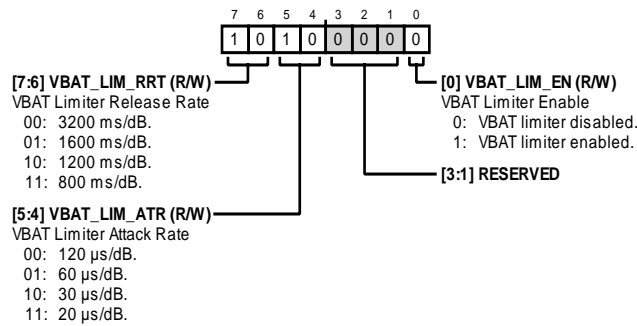 7 6 5 4 3 2 1 0
1 0 1 0 0 0 0 0
[7:6] VBAT_LIM_RRT (R/W)
VBAT Limiter Release Rate
00: 3200 ms/dB.
01: 1600 ms/dB.
10: 1200 ms/dB.
11: 800 ms/dB.
[5:4] VBAT_LIM_ATR (R/W)
VBAT Limiter Attack Rate
00: 120 µs/dB.
01: 60 µs/dB.
10: 30 µs/dB.
11: 20 µs/dB.
[0] VBAT_LIM_EN (R/W)
VBAT Limiter Enable
0: VBAT limiter disabled.
1: VBAT limiter enabled.
[3:1] RESERVED